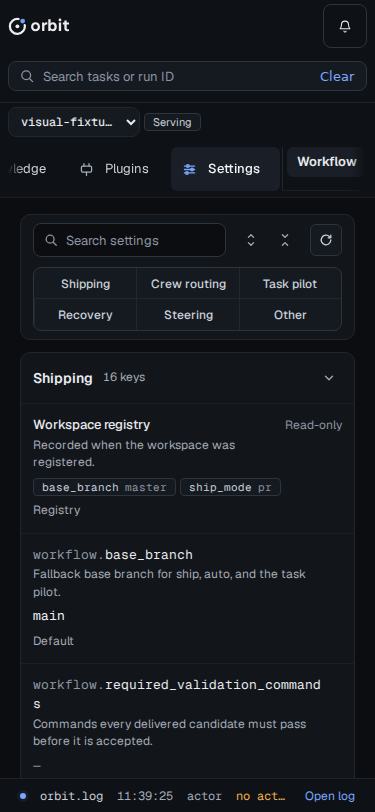 orbit
Search tasks or run ID Clear
visual-fixtu… Serving
ledge Plugins Settings Workflow
Search settings
Shipping Crew routing Task pilot
Recovery Steering Other
Shipping 16 keys
Workspace registry Read-only
Recorded when the workspace was
registered.
base_branch master ship_mode pr
Registry
workflow.base_branch
Fallback base branch for ship, auto, and the task
pilot.
main
Default
workflow.required_validation_command
s
Commands every delivered candidate must pass
before it is accepted.
—
orbit.log 11:39:25 actor no act… Open log